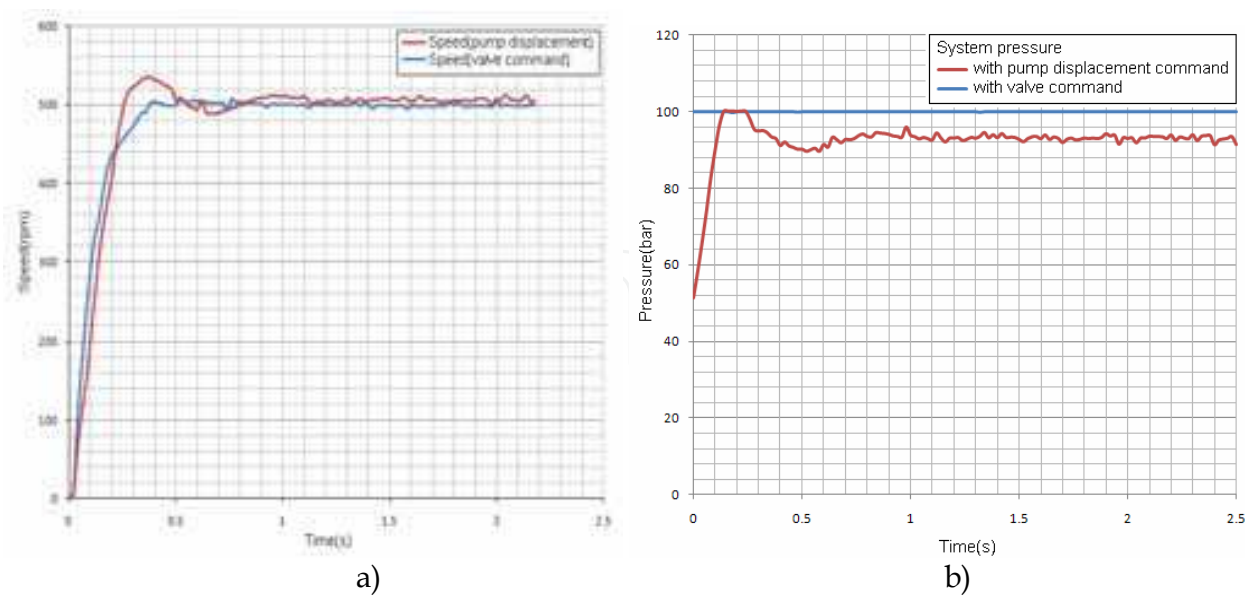 600
Speed(pump displacement)
Speed(valve command)
500
400
300
200
100
0
Speed(rpm)
0 0.5 1 1.5 2 2.5
Time(s)
a)
120
System pressure
with pump displacement command
with valve command
100
80
60
40
20
0
Pressure(bar)
0 0.5 1 1.5 2 2.5
Time(s)
b)